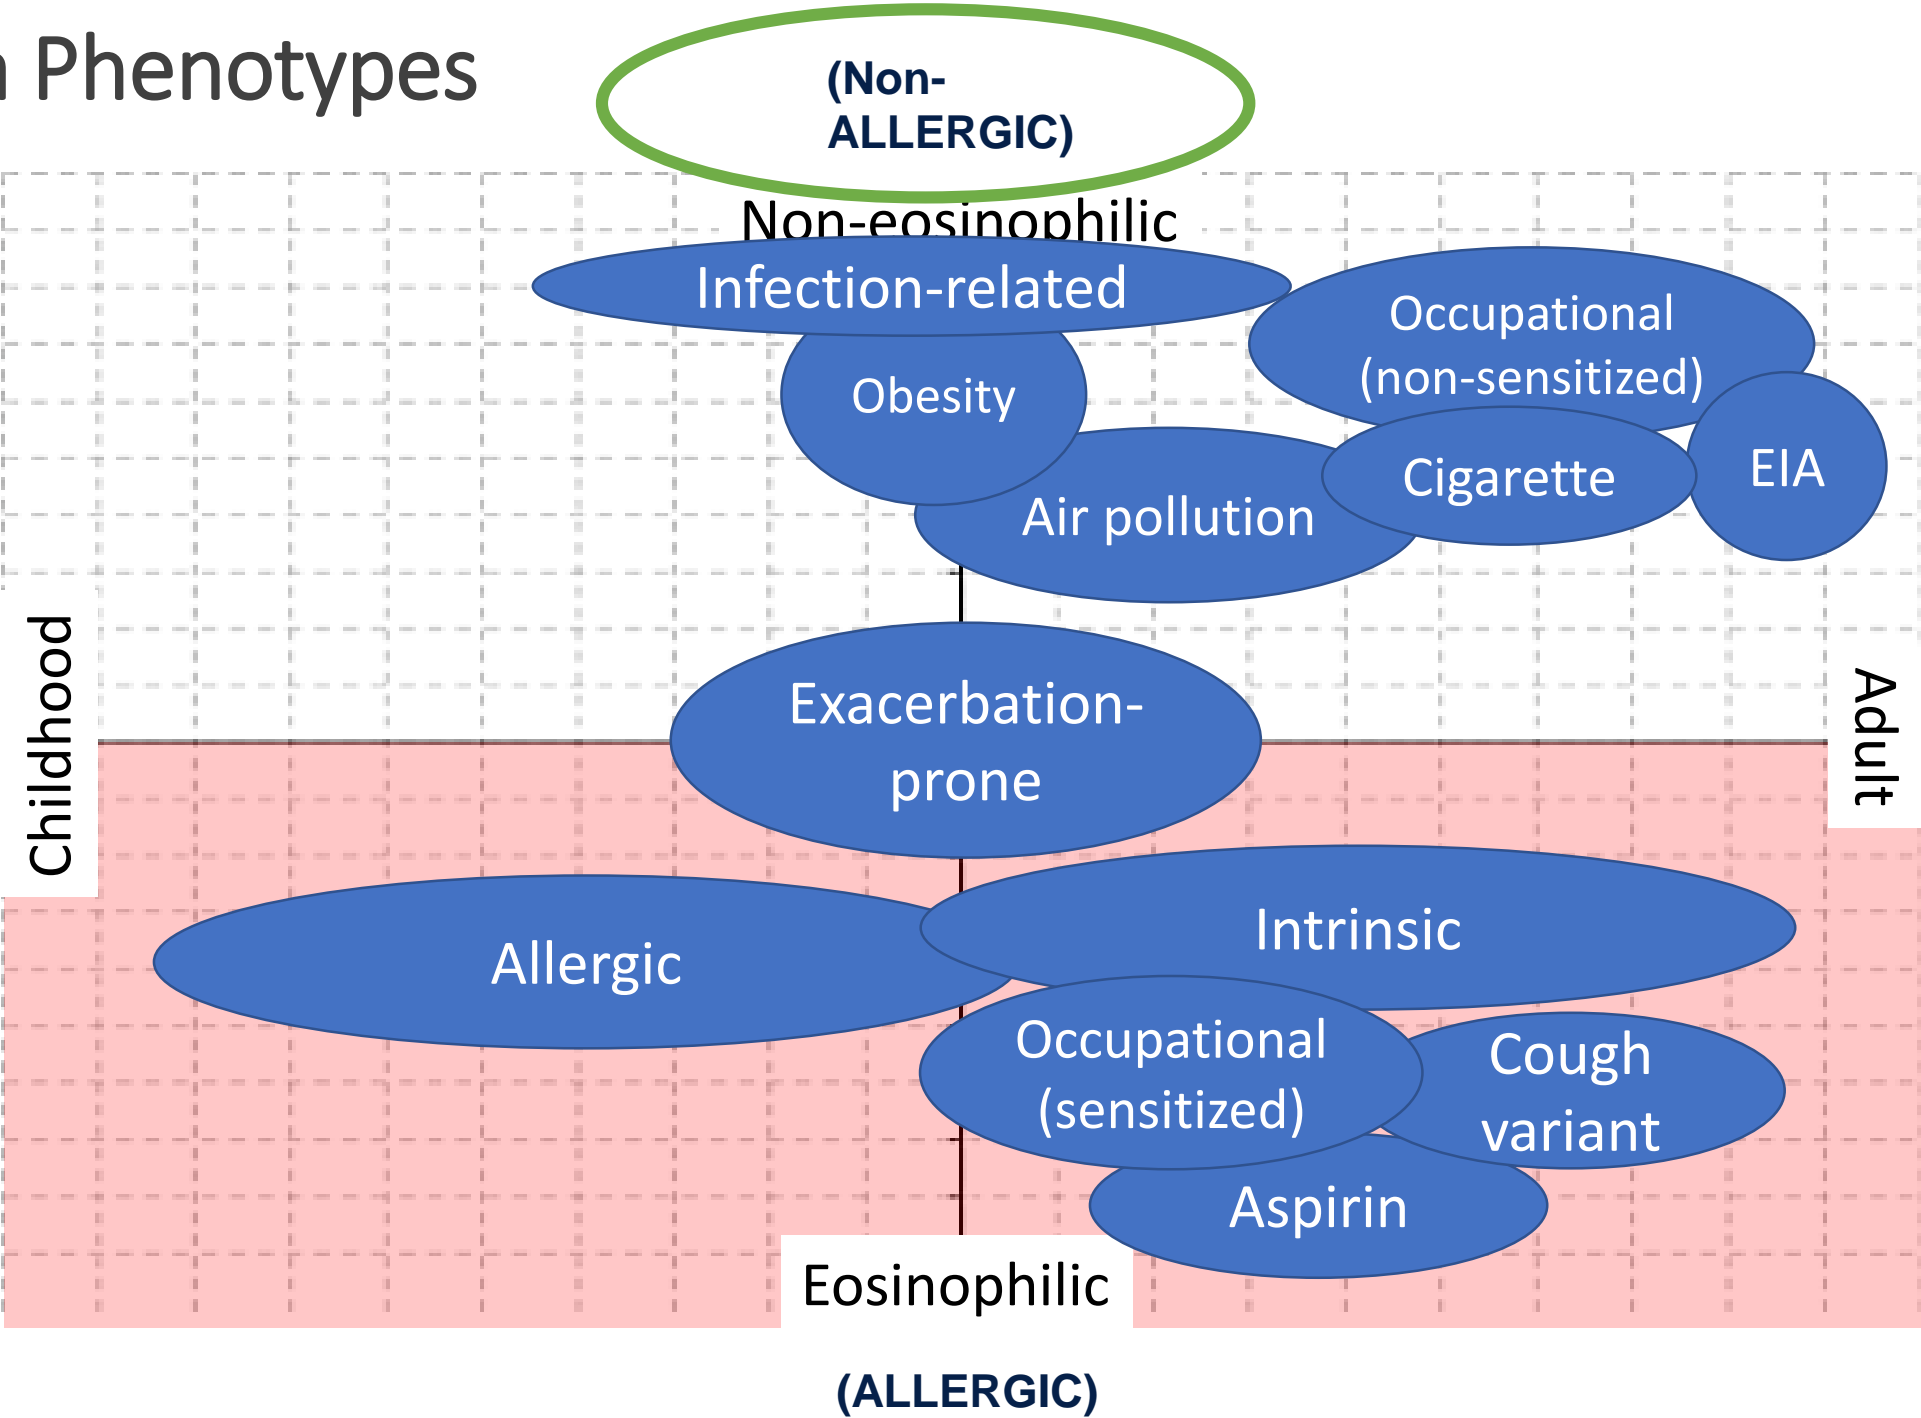 Phenotypes
(Non-
ALLERGIC)
Non-eosinophilic
Infection-related
Occupational
(non-sensitized)
Obesity
EIA
Cigarette
Air pollution
Childhood
Adult
Exacerbation-
prone
Intrinsic
Allergic
Occupational
(sensitized)
Cough
variant
Aspirin
Eosinophilic
(ALLERGIC)